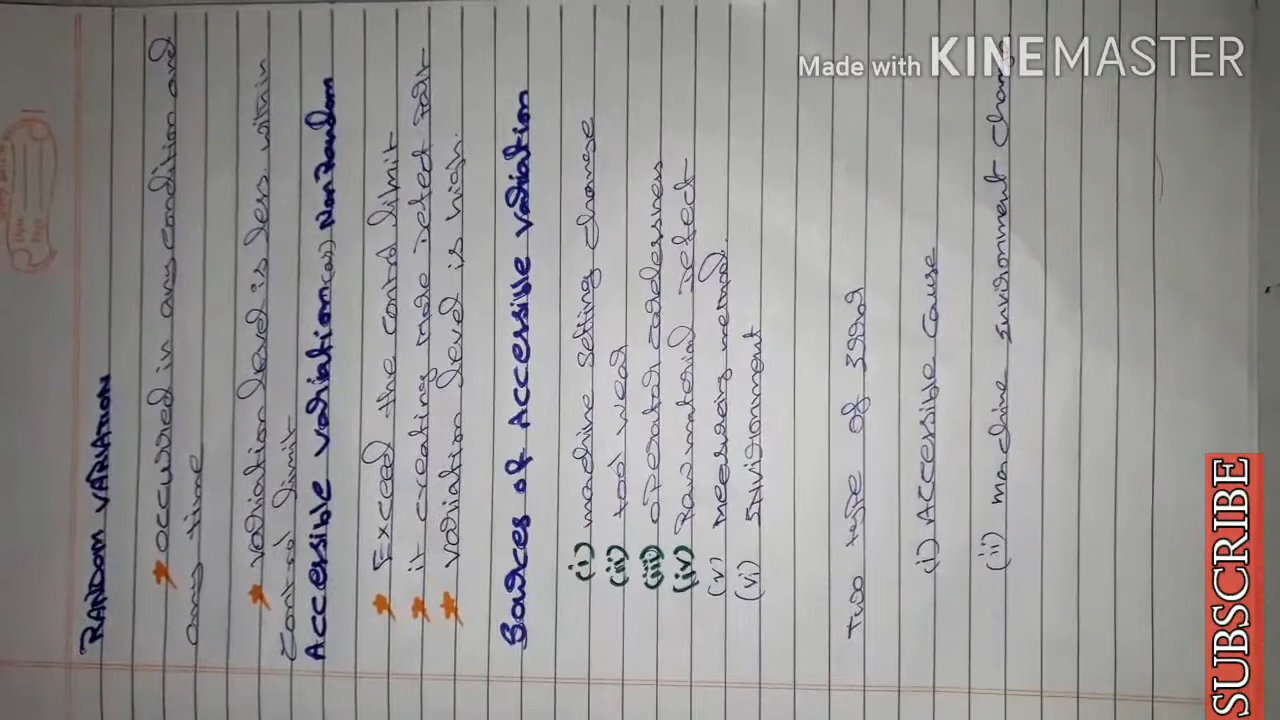 RANDOM VARIATION
* occurred in any condition and
any time
* variation level is less within
Control limit
Accessible variation (or) Non Random
* Exceed the control limit
* it creating more defect part
* variation level is high.
Sources of Accessible variation
(i) machine setting change
(ii) tool wear
(iii) operator carelessness
(iv) Raw material Defect
(v) measuring method.
(vi) Environment
Two type of Error
(i) Accessible Cause
(ii) machine Environment change
Made with KINEMASTER
SUBSCRIBE